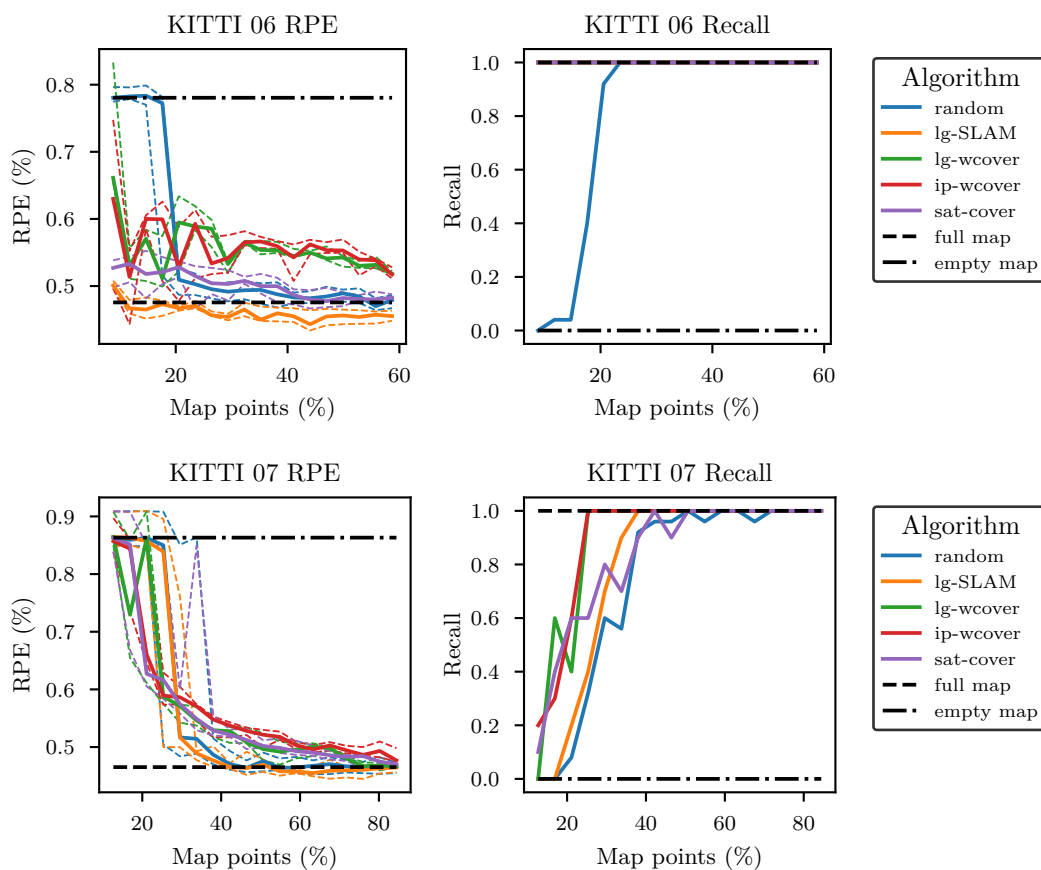 KITTI 06 RPE
0.8
0.7
0.6
0.5
RPE (%)
20
40
60
Map points (%)
KITTI 06 Recall
1.0
0.8
0.6
0.4
0.2
0.0
Recall
20
40
60
Map points (%)
Algorithm
random
lg-SLAM
lg-wcover
ip-wcover
sat-cover
full map
empty map
KITTI 07 RPE
0.9
0.8
0.7
0.6
0.5
RPE (%)
20
40
60
80
Map points (%)
KITTI 07 Recall
1.0
0.8
0.6
0.4
0.2
0.0
Recall
20
40
60
80
Map points (%)
Algorithm
random
lg-SLAM
lg-wcover
ip-wcover
sat-cover
full map
empty map